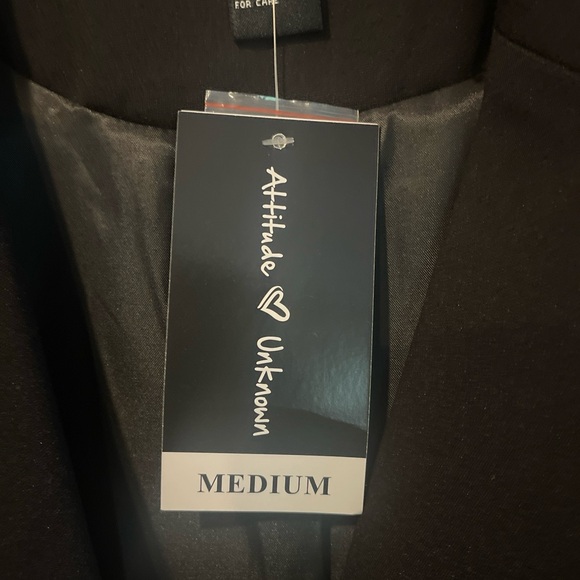 FOR CARE
Attitude ♡ Unknown
MEDIUM